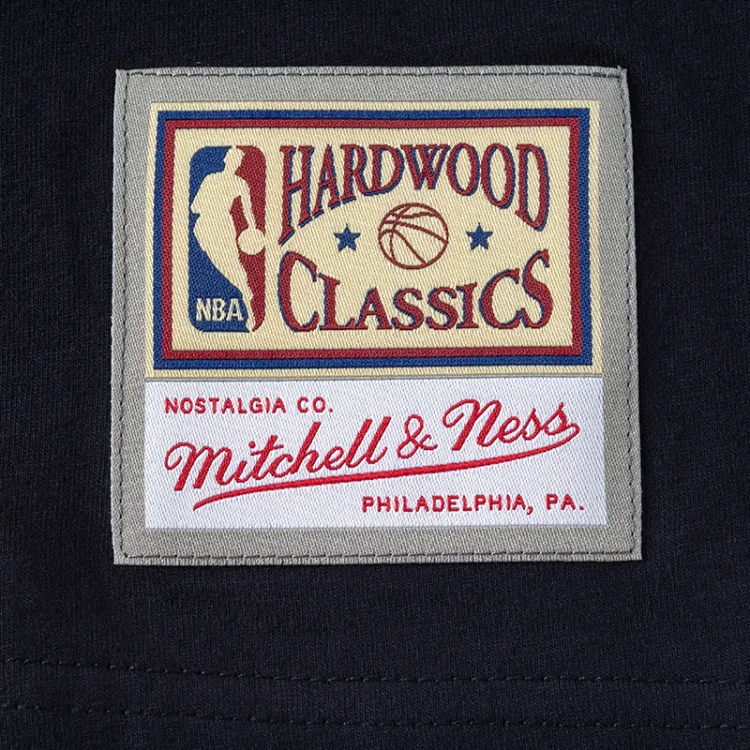 HARDWOOD
CLASSICS
NBA
NOSTALGIA CO.
Mitchell & Ness
PHILADELPHIA, PA.